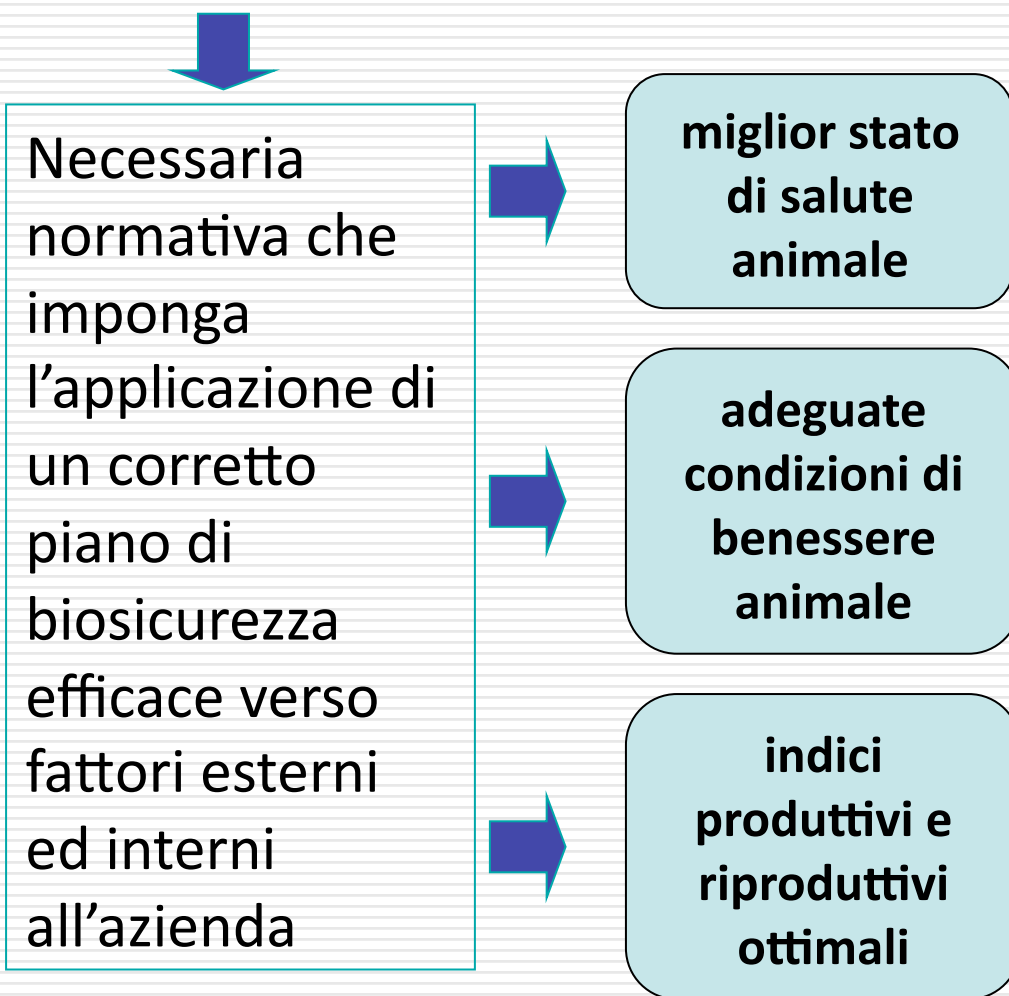 Necessaria
normativa che
imponga
l’applicazione di
un corretto
piano di
biosicurezza
efficace verso
fattori esterni
ed interni
all’azienda
miglior stato
di salute
animale
adeguate
condizioni di
benessere
animale
indici
produttivi e
riproduttivi
ottimali